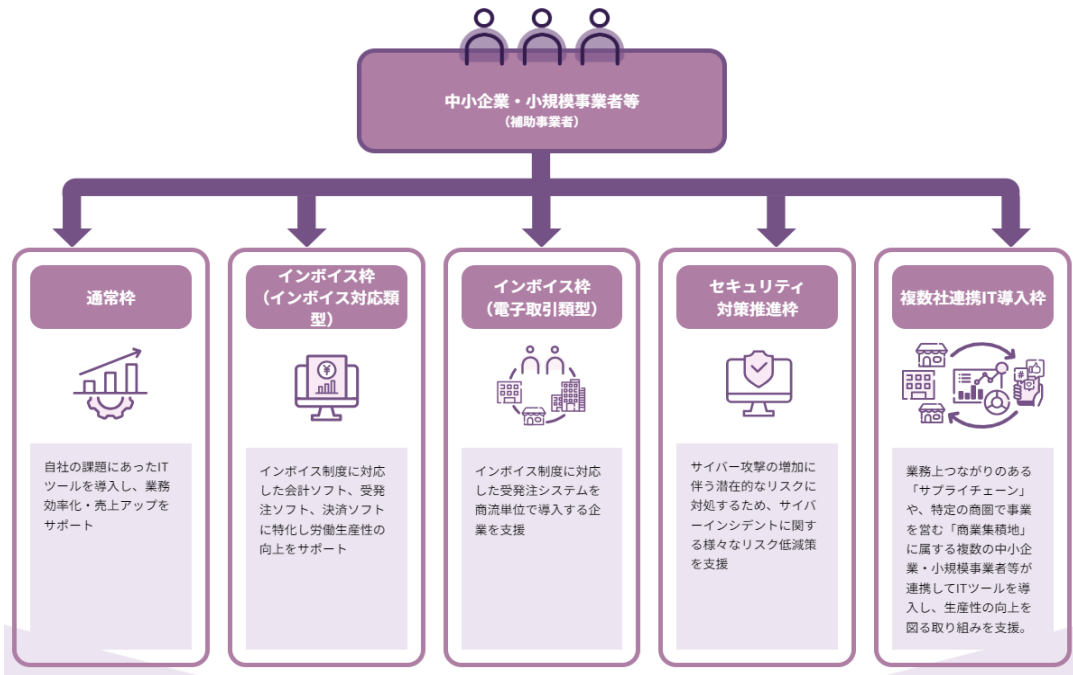 中小企業・小規模事業者等
（補助事業者）
通常枠
自社の課題にあったIT
ツールを導入し、業務
効率化・売上アップを
サポート
インボイス枠
（インボイス対応類
型）
¥
インボイス制度に対応
した会計ソフト、受発
注ソフト、決済ソフト
に特化し労働生産性の
向上をサポート
インボイス枠
（電子取引類型）
インボイス制度に対応
した受発注システムを
商流単位で導入する企
業を支援
セキュリティ
対策推進枠
サイバー攻撃の増加に
伴う潜在的なリスクに
対処するため、サイバ
ーインシデントに関す
る様々なリスク低減策
を支援
複数社連携IT導入枠
#
業務上つながりのある
「サプライチェーン」
や、特定の商圏で事業
を営む「商業集積地」
に属する複数の中小企
業・小規模事業者等が
連携してITツールを導
入し、生産性の向上を
図る取り組みを支援。